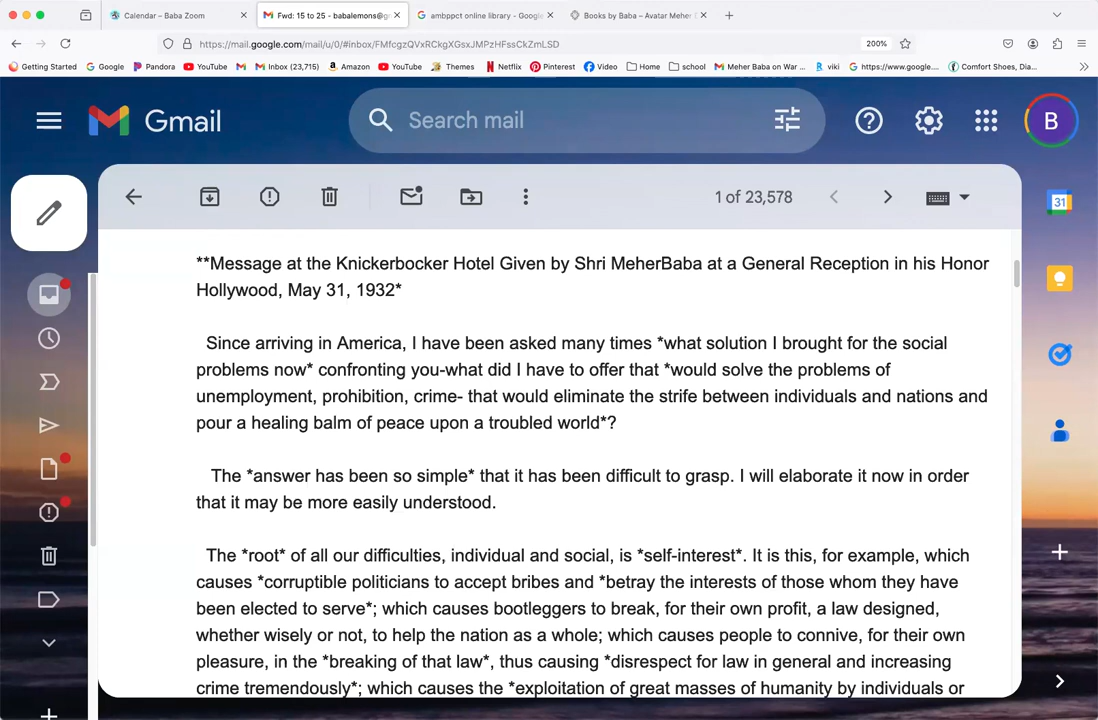 Calendar – Baba Zoom
Fwd: 15 to 25 - babalemons@g
ambppct online library - Google
Books by Baba – Avatar Meher
https://mail.google.com/mail/u/0/#inbox/FMfcgzQVxRCkgXGsxJMPzHFssCkZmLSD
200%
Getting Started Google Pandora YouTube Inbox (23,715) Amazon YouTube Themes Netflix Pinterest Video Home school Meher Baba on War ... viki https://www.google.... Comfort Shoes, Dia...
Gmail
Search mail
B
1 of 23,578
31
**Message at the Knickerbocker Hotel Given by Shri MeherBaba at a General Reception in his Honor
Hollywood, May 31, 1932*
Since arriving in America, I have been asked many times *what solution I brought for the social
problems now* confronting you-what did I have to offer that *would solve the problems of
unemployment, prohibition, crime- that would eliminate the strife between individuals and nations and
pour a healing balm of peace upon a troubled world*?
The *answer has been so simple* that it has been difficult to grasp. I will elaborate it now in order
that it may be more easily understood.
The *root* of all our difficulties, individual and social, is *self-interest*. It is this, for example, which
causes *corruptible politicians to accept bribes and *betray the interests of those whom they have
been elected to serve*; which causes bootleggers to break, for their own profit, a law designed,
whether wisely or not, to help the nation as a whole; which causes people to connive, for their own
pleasure, in the *breaking of that law*, thus causing *disrespect for law in general and increasing
crime tremendously*; which causes the *exploitation of great masses of humanity by individuals or